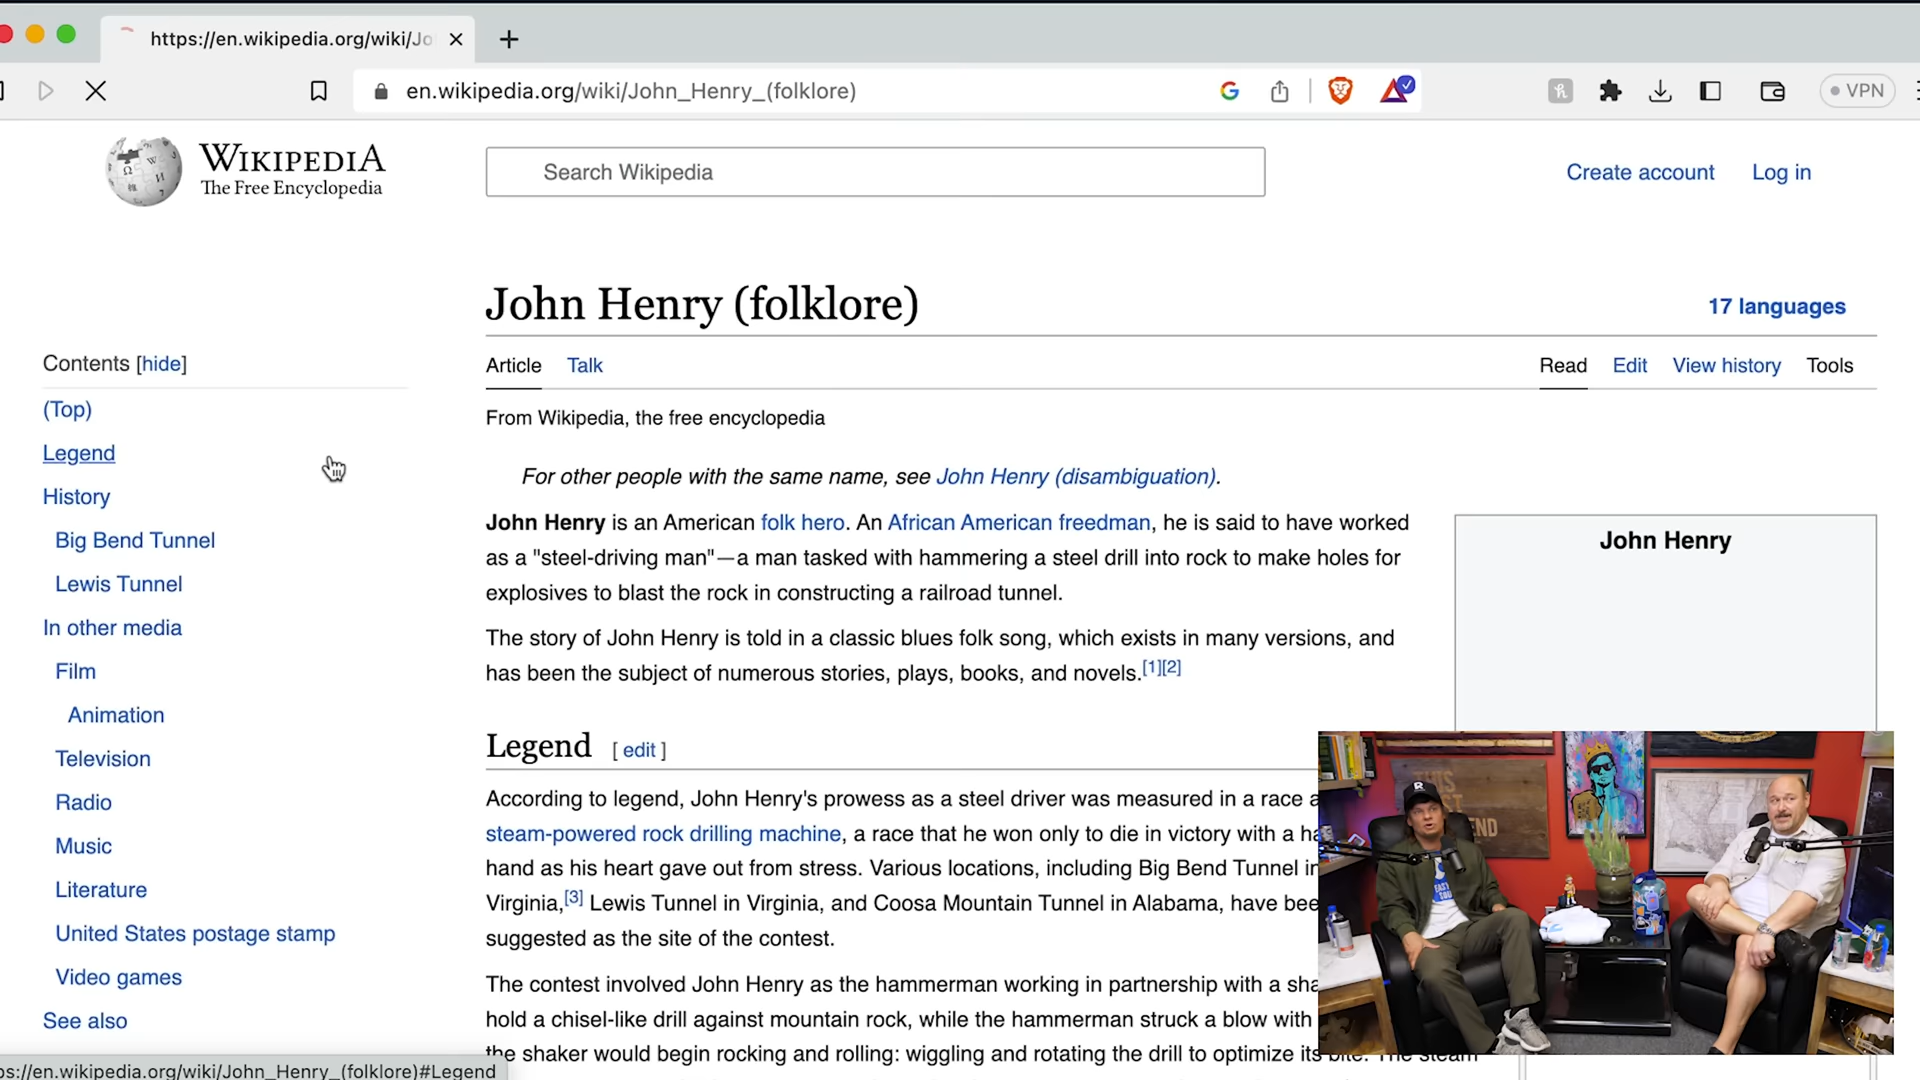 https://en.wikipedia.org/wiki/Jo
en.wikipedia.org/wiki/John_Henry_(folklore)
VPN
WIKIPEDIA
The Free Encyclopedia
Search Wikipedia
Create account
Log in
John Henry (folklore)
17 languages
Contents [hide]
(Top)
Legend
History
Big Bend Tunnel
Lewis Tunnel
In other media
Film
Animation
Television
Radio
Music
Literature
United States postage stamp
Video games
See also
Article
Talk
Read
Edit
View history
Tools
From Wikipedia, the free encyclopedia
For other people with the same name, see John Henry (disambiguation).
John Henry is an American folk hero. An African American freedman, he is said to have worked
as a "steel-driving man"—a man tasked with hammering a steel drill into rock to make holes for
explosives to blast the rock in constructing a railroad tunnel.
The story of John Henry is told in a classic blues folk song, which exists in many versions, and
has been the subject of numerous stories, plays, books, and novels.[1][2]
John Henry
Legend [ edit ]
According to legend, John Henry's prowess as a steel driver was measured in a race a
steam-powered rock drilling machine, a race that he won only to die in victory with a ha
hand as his heart gave out from stress. Various locations, including Big Bend Tunnel in
Virginia,[3] Lewis Tunnel in Virginia, and Coosa Mountain Tunnel in Alabama, have bee
suggested as the site of the contest.
The contest involved John Henry as the hammerman working in partnership with a sha
hold a chisel-like drill against mountain rock, while the hammerman struck a blow with
the shaker would begin rocking and rolling: wiggling and rotating the drill to optimize its bite. The steam
ps://en.wikipedia.org/wiki/John_Henry_(folklore)#Legend